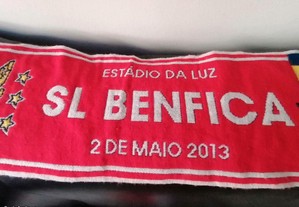 ESTÁDIO DA LUZ
SL BENFICA
2 DE MAIO 2013